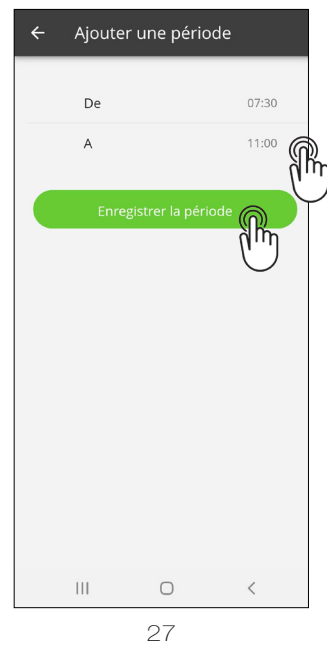 Ajouter une période
De 07:30
A 11:00
Enregistrer la période
27